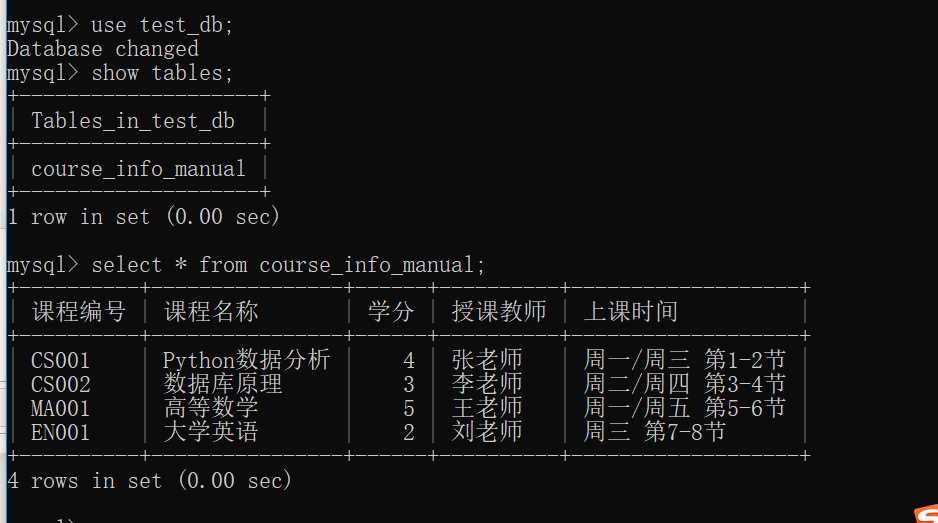 mysql> use test_db;
Database changed
mysql> show tables;
+--------------------+
| Tables_in_test_db  |
+--------------------+
| course_info_manual |
+--------------------+
1 row in set (0.00 sec)

mysql> select * from course_info_manual;
+----------+----------------+------+----------+-------------------+
| 课程编号 | 课程名称       | 学分 | 授课教师 | 上课时间          |
+----------+----------------+------+----------+-------------------+
| CS001    | Python数据分析 |    4 | 张老师   | 周一/周三 第1-2节 |
| CS002    | 数据库原理     |    3 | 李老师   | 周二/周四 第3-4节 |
| MA001    | 高等数学       |    5 | 王老师   | 周一/周五 第5-6节 |
| EN001    | 大学英语       |    2 | 刘老师   | 周三 第7-8节      |
+----------+----------------+------+----------+-------------------+
4 rows in set (0.00 sec)